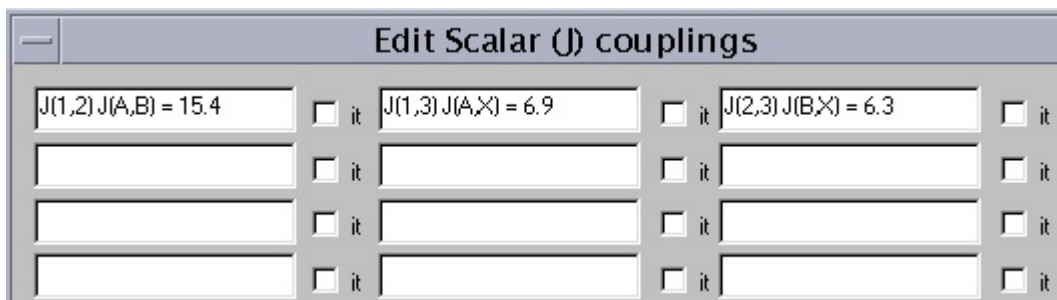 Edit Scalar (J) couplings
J(1,2) J(A,B) = 15.4 it J(1,3) J(A,X) = 6.9 it J(2,3) J(B,X) = 6.3 it
it it it
it it it
it it it